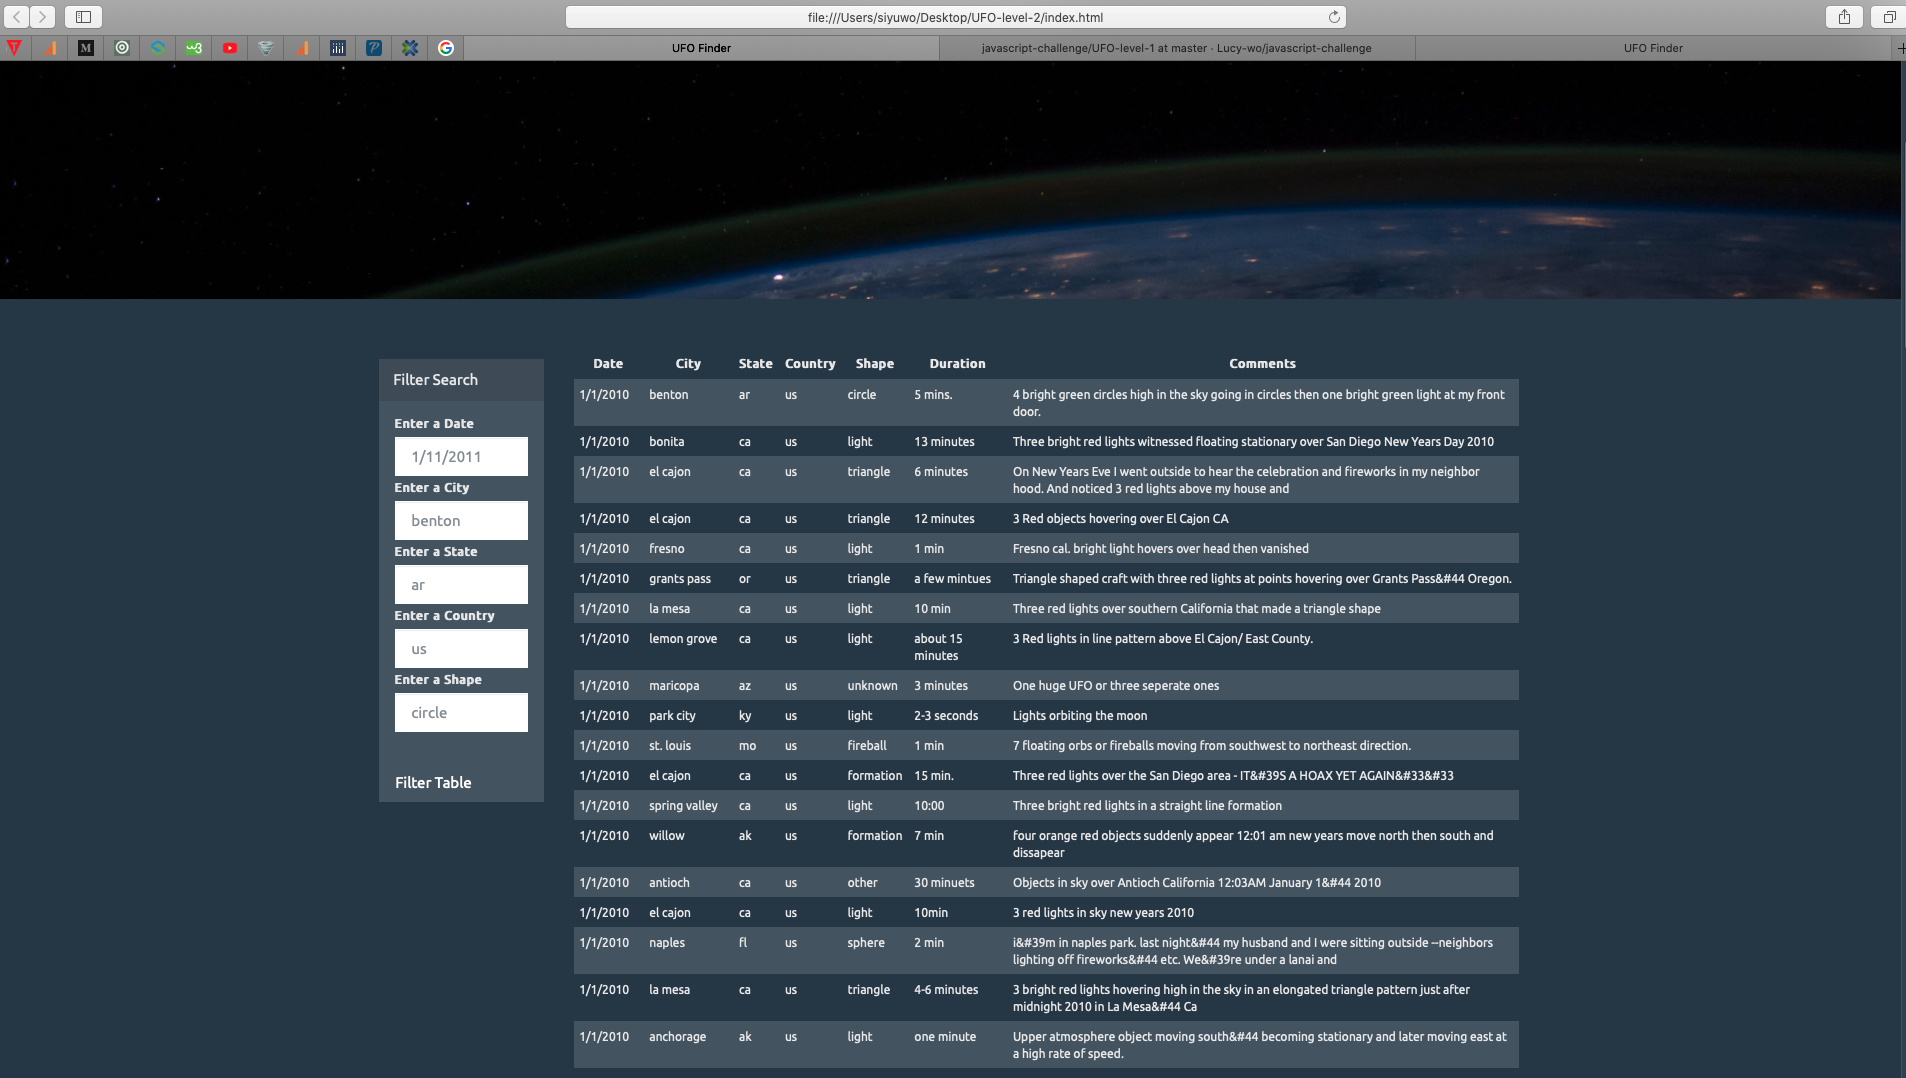 file:///Users/siyuwo/Desktop/UFO-level-2/index.html
UFO Finder
javascript-challenge/UFO-level-1 at master · Lucy-wo/javascript-challenge
UFO Finder
Filter Search
Enter a Date
1/11/2011
Enter a City
benton
Enter a State
ar
Enter a Country
us
Enter a Shape
circle
Filter Table
Date City State Country Shape Duration Comments
1/1/2010 benton ar us circle 5 mins. 4 bright green circles high in the sky going in circles then one bright green light at my front
door.
1/1/2010 bonita ca us light 13 minutes Three bright red lights witnessed floating stationary over San Diego New Years Day 2010
1/1/2010 el cajon ca us triangle 6 minutes On New Years Eve I went outside to hear the celebration and fireworks in my neighbor
hood. And noticed 3 red lights above my house and
1/1/2010 el cajon ca us triangle 12 minutes 3 Red objects hovering over El Cajon CA
1/1/2010 fresno ca us light 1 min Fresno cal. bright light hovers over head then vanished
1/1/2010 grants pass or us triangle a few mintues Triangle shaped craft with three red lights at points hovering over Grants Pass&#44 Oregon.
1/1/2010 la mesa ca us light 10 min Three red lights over southern California that made a triangle shape
1/1/2010 lemon grove ca us light about 15 3 Red lights in line pattern above El Cajon/ East County.
minutes
1/1/2010 maricopa az us unknown 3 minutes One huge UFO or three seperate ones
1/1/2010 park city ky us light 2-3 seconds Lights orbiting the moon
1/1/2010 st. louis mo us fireball 1 min 7 floating orbs or fireballs moving from southwest to northeast direction.
1/1/2010 el cajon ca us formation 15 min. Three red lights over the San Diego area - IT&#39S A HOAX YET AGAIN&#33&#33
1/1/2010 spring valley ca us light 10:00 Three bright red lights in a straight line formation
1/1/2010 willow ak us formation 7 min four orange red objects suddenly appear 12:01 am new years move north then south and
dissapear
1/1/2010 antioch ca us other 30 minuets Objects in sky over Antioch California 12:03AM January 1&#44 2010
1/1/2010 el cajon ca us light 10min 3 red lights in sky new years 2010
1/1/2010 naples fl us sphere 2 min i&#39m in naples park. last night&#44 my husband and I were sitting outside --neighbors
lighting off fireworks&#44 etc. We&#39re under a lanai and
1/1/2010 la mesa ca us triangle 4-6 minutes 3 bright red lights hovering high in the sky in an elongated triangle pattern just after
midnight 2010 in La Mesa&#44 Ca
1/1/2010 anchorage ak us light one minute Upper atmosphere object moving south&#44 becoming stationary and later moving east at
a high rate of speed.